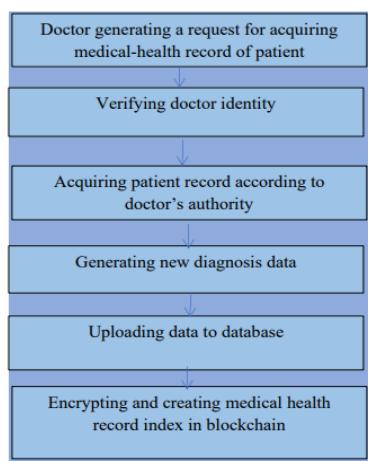 Doctor generating a request for acquiring
medical-health record of patient
Verifying doctor identity
Acquiring patient record according to
doctor's authority
Generating new diagnosis data
Uploading data to database
Encrypting and creating medical health
record index in blockchain